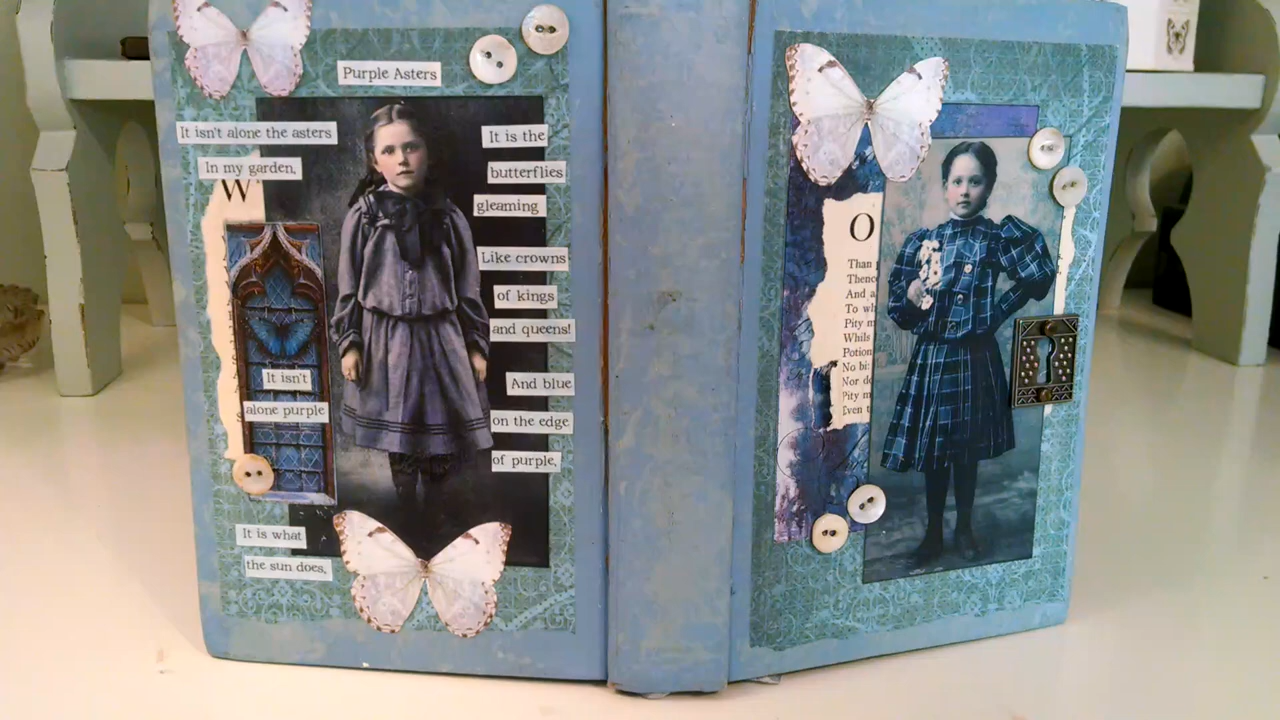 Purple Asters
It isn't alone the asters
In my garden,
It is the
butterflies
gleaming
Like crowns
of kings
and queens!
It isn't
alone purple
And blue
on the edge
of purple,
It is what
the sun does,
W
O
Than
Thenc
And a
To wh
Pity m
Whils
Potion
No bi
Nor do
Pity m
Even t